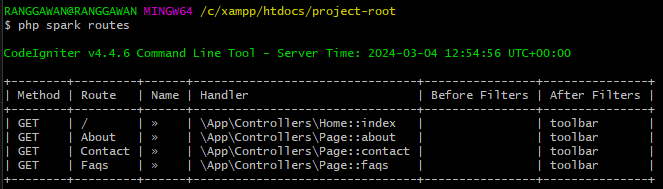 RANGGAWAN@RANGGAWAN MINGW64 /c/xampp/htdocs/project-root
$ php spark routes
CodeIgniter v4.4.6 Command Line Tool - Server Time: 2024-03-04 12:54:56 UTC+00:00
+---------+---------+------+------------------------------+----------------+---------------+
| Method | Route | Name | Handler | Before Filters | After Filters |
+---------+---------+------+------------------------------+----------------+---------------+
| GET | / | » | \App\Controllers\Home::index | | toolbar |
| GET | About | » | \App\Controllers\Page::about | | toolbar |
| GET | Contact | » | \App\Controllers\Page::contact | | toolbar |
| GET | Faqs | » | \App\Controllers\Page::faqs | | toolbar |
+---------+---------+------+------------------------------+----------------+---------------+